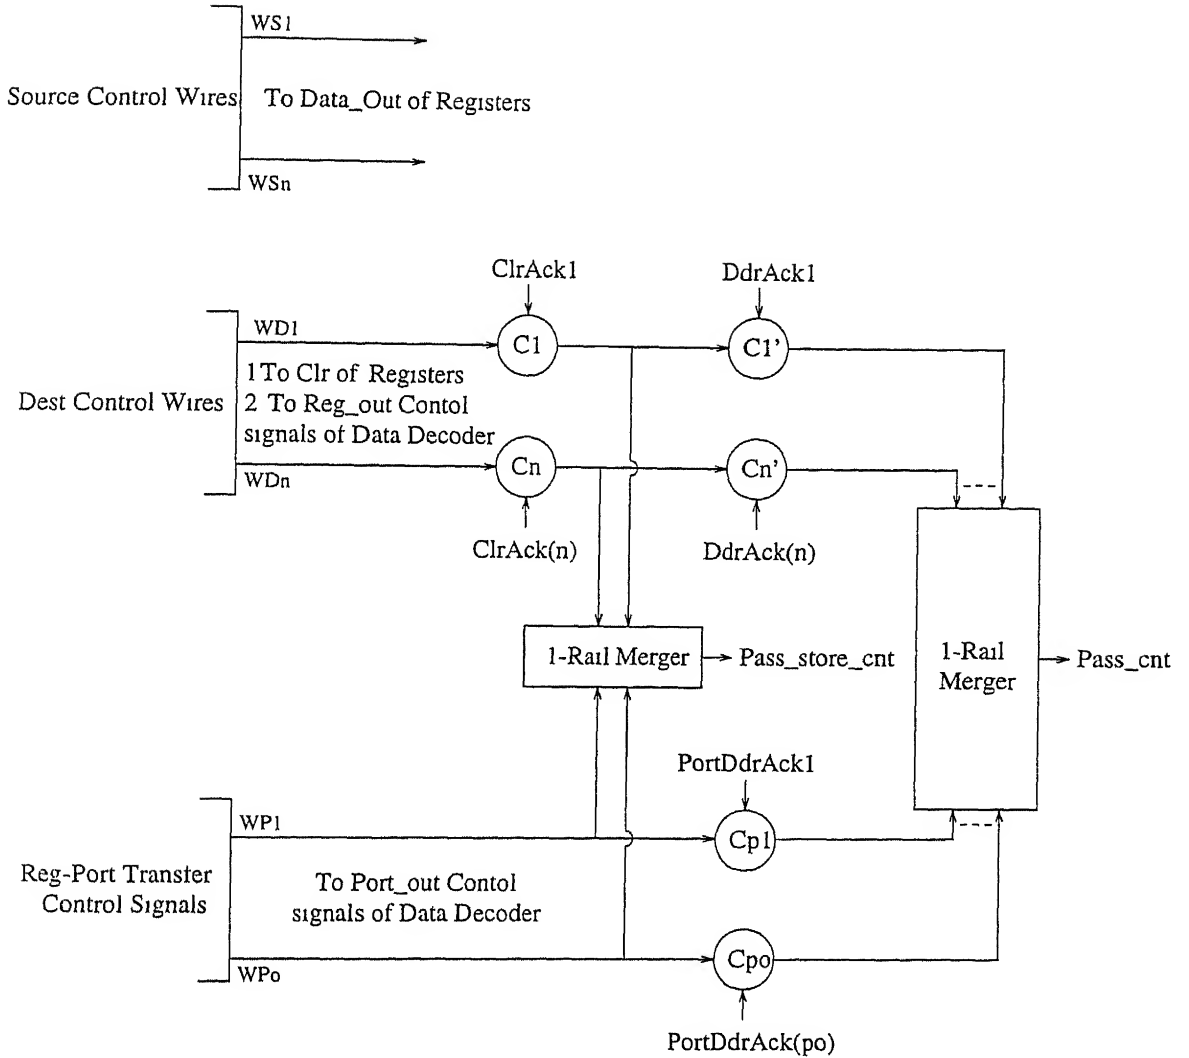 WS1
Source Control Wires
To Data_Out of Registers
WSn
ClrAck1
DdrAck1
WD1
C1
C1'
1 To Clr of Registers
Dest Control Wires
2 To Reg_out Contol
signals of Data Decoder
WDn
Cn
Cn'
ClrAck(n)
DdrAck(n)
1-Rail Merger
Pass_store_cnt
1-Rail
Merger
Pass_cnt
PortDdrAck1
WP1
Cp1
Reg-Port Transfer
Control Signals
To Port_out Contol
signals of Data Decoder
WPo
Cpo
PortDdrAck(po)